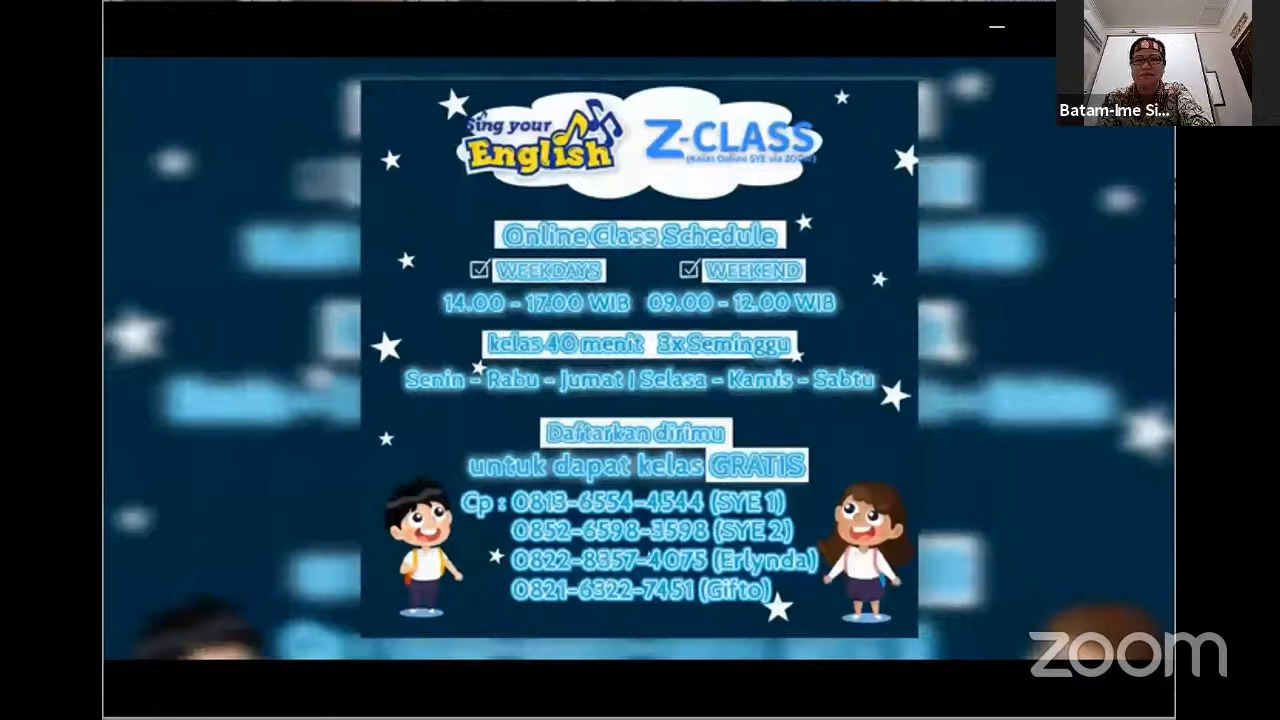 Sing your
English
Z-CLASS
(Kelas Online SYE via ZOOM)
Online Class Schedule
WEEKDAYS
WEEKEND
14.00 - 17.00 WIB
09.00 - 12.00 WIB
kelas 40 menit 3x Seminggu
Senin - Rabu - Jumat | Selasa - Kamis - Sabtu
Daftarkan dirimu
untuk dapat kelas GRATIS
Cp : 0813-6554-4544 (SYE 1)
0852-6598-3598 (SYE 2)
0822-8357-4075 (Erlynda)
0821-6322-7451 (Gifto)
Batam-Ime Si...
zoom